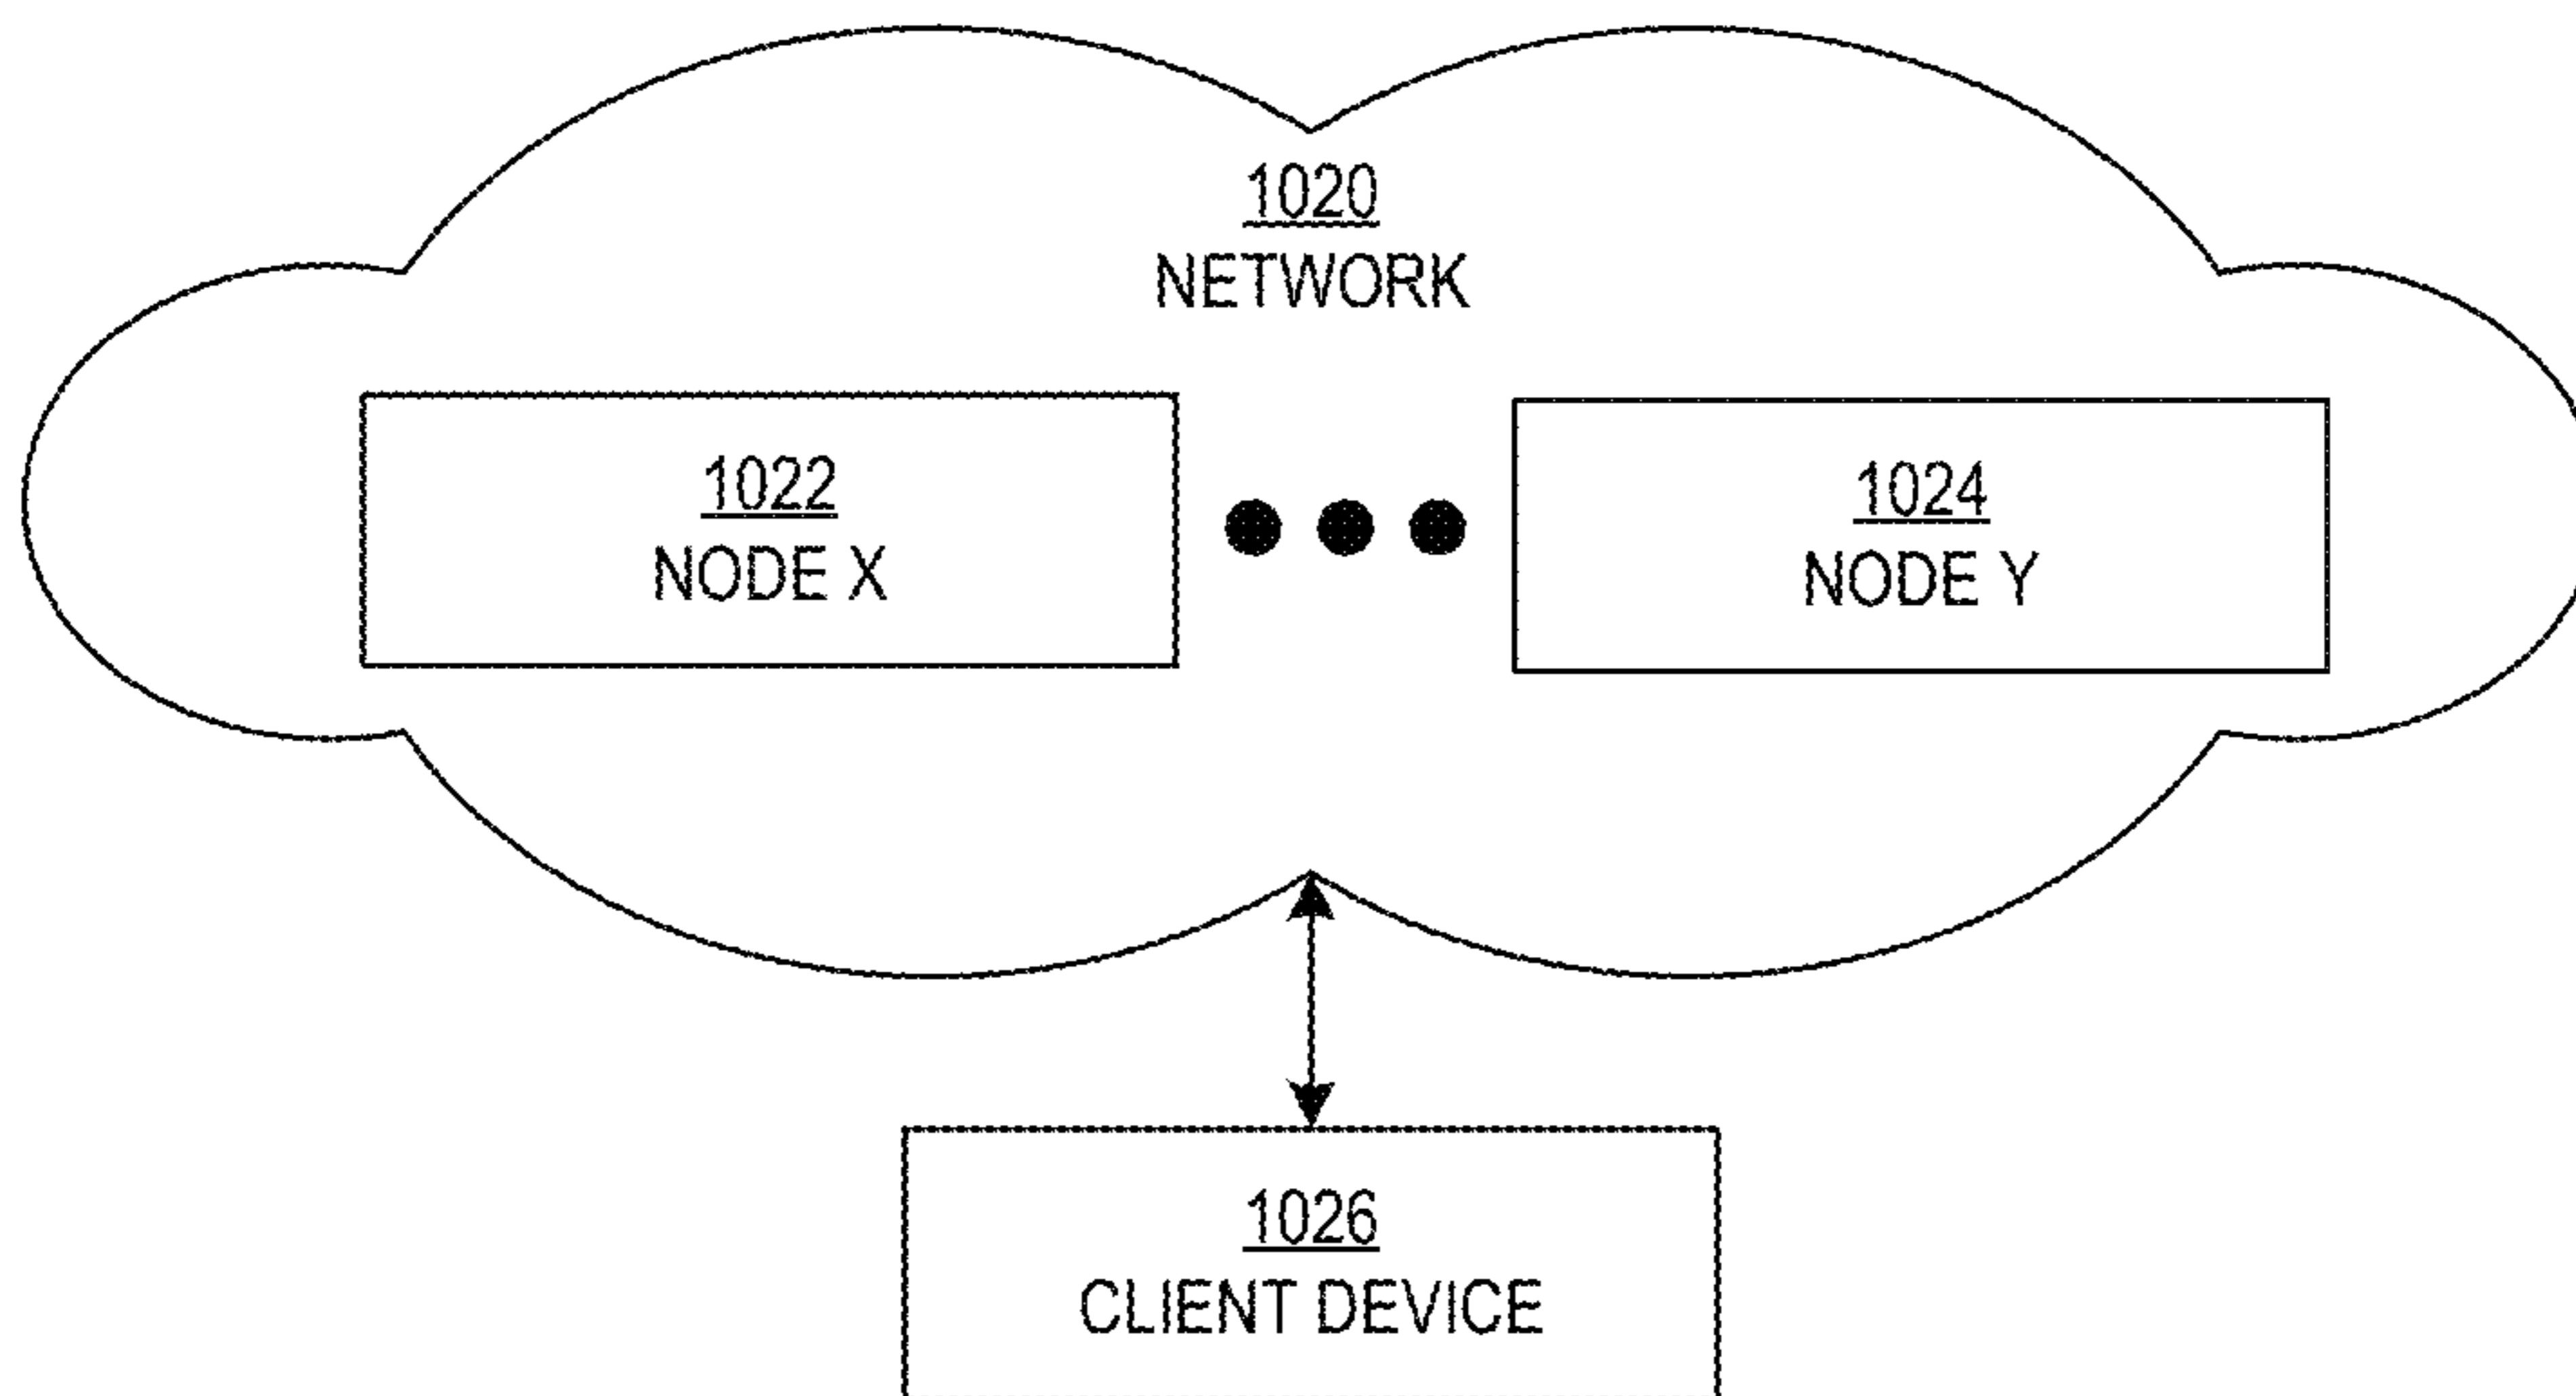 1020
NETWORK
1022
NODE X
1024
NODE Y
1026
CLIENT DEVICE